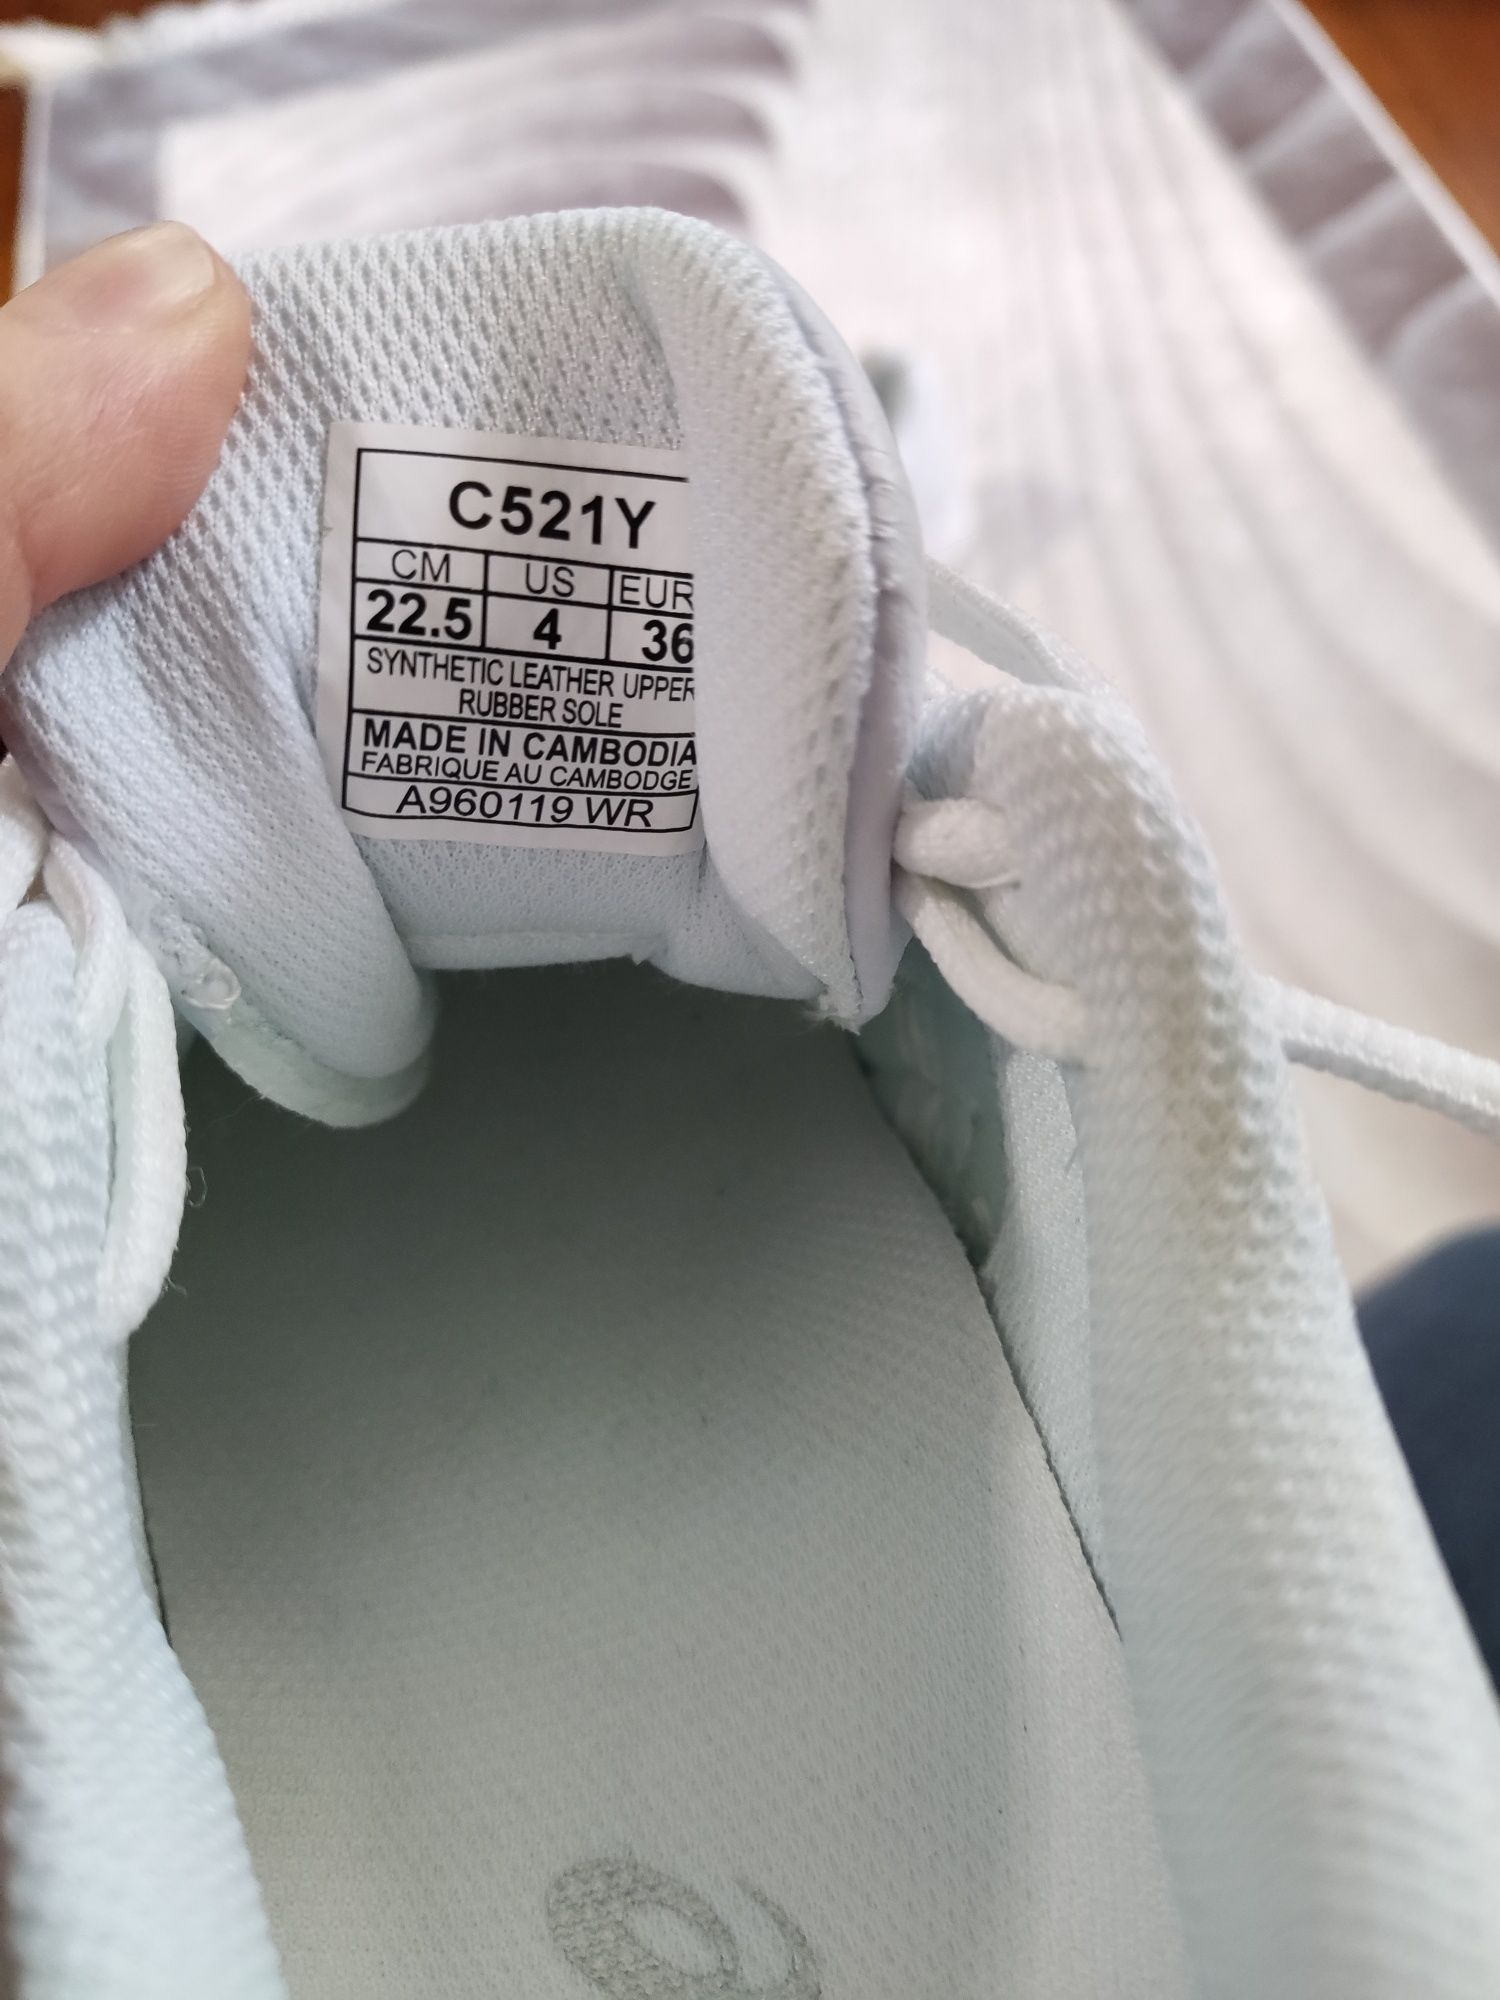 C521Y
CM US EUR
22.5 4 36
SYNTHETIC LEATHER UPPER
RUBBER SOLE
MADE IN CAMBODIA
FABRIQUE AU CAMBODGE
A960119 WR